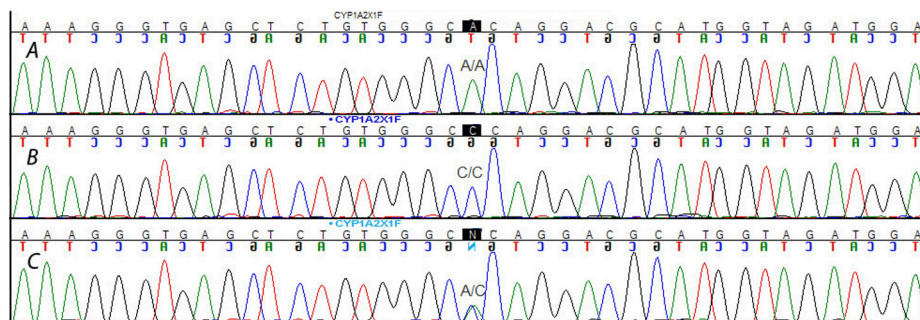 CYP1A2X1F
A A A G G G T G A G C T C T G T G G G C A C A G G A C G C A T G G T A G A T G G A
T T T C C C A C T C G A G A C A C C C G T G T C C T G C G T A C C A T C T A C C T
A
A/A
•CYP1A2X1F
A A A G G G T G A G C T C T G T G G G C C C A G G A C G C A T G G T A G A T G G A
T T T C C C A C T C G A G A C A C C C G G G T C C T G C G T A C C A T C T A C C T
B
C/C
•CYP1A2X1F
A A A G G G T G A G C T C T G T G G G C N C A G G A C G C A T G G T A G A T G G A
T T T C C C A C T C G A G A C A C C C G N G T C C T G C G T A C C A T C T A C C T
C
A/C